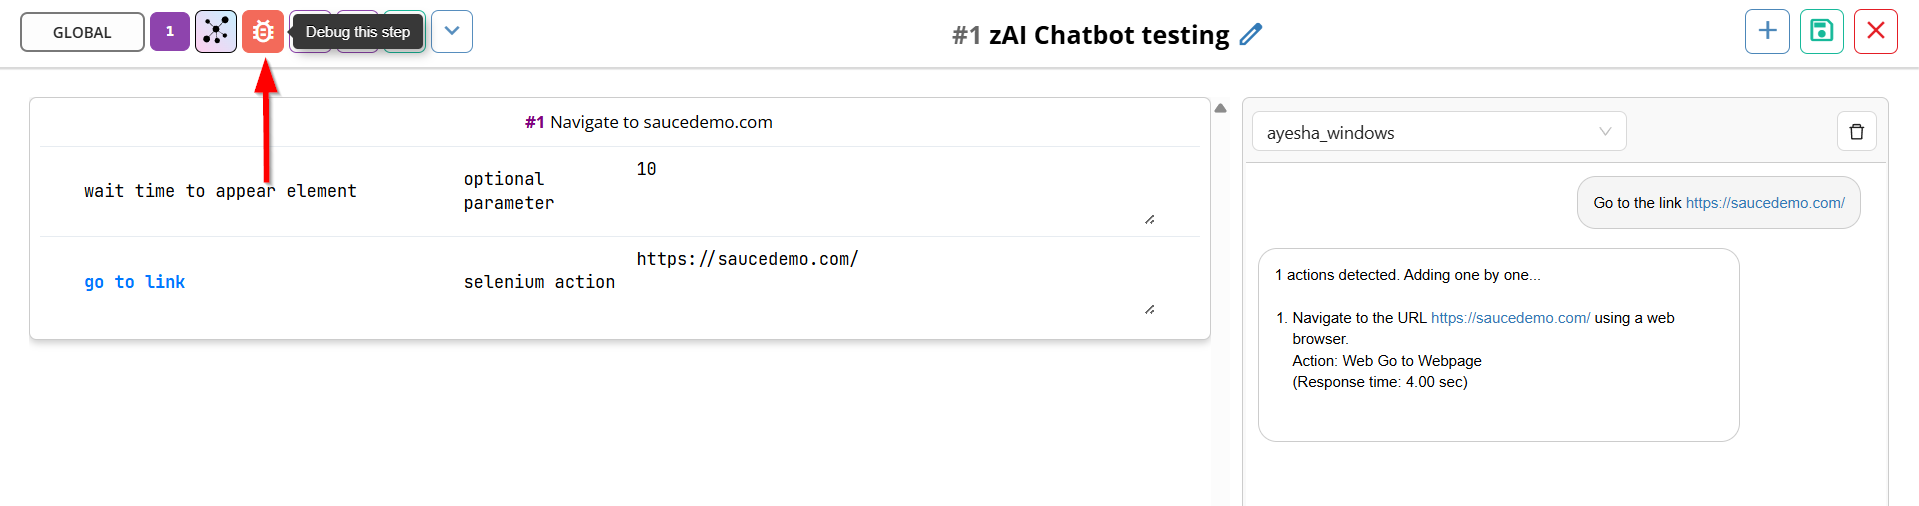 GLOBAL
1
Debug this step
#1 zAI Chatbot testing
#1 Navigate to saucedemo.com
wait time to appear element
optional
parameter
10
go to link
selenium action
https://saucedemo.com/
ayesha_windows
Go to the link https://saucedemo.com/
1 actions detected. Adding one by one...
1. Navigate to the URL https://saucedemo.com/ using a web
browser.
Action: Web Go to Webpage
(Response time: 4.00 sec)